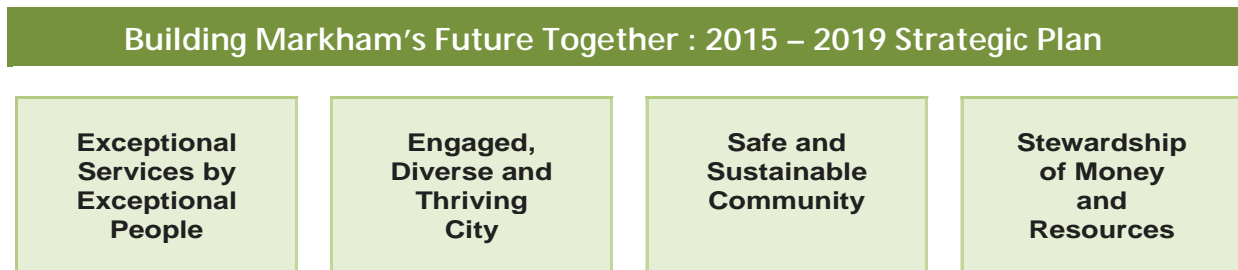 Building Markham's Future Together : 2015 – 2019 Strategic Plan
Exceptional
Services by
Exceptional
People
Engaged,
Diverse and
Thriving
City
Safe and
Sustainable
Community
Stewardship
of Money
and
Resources